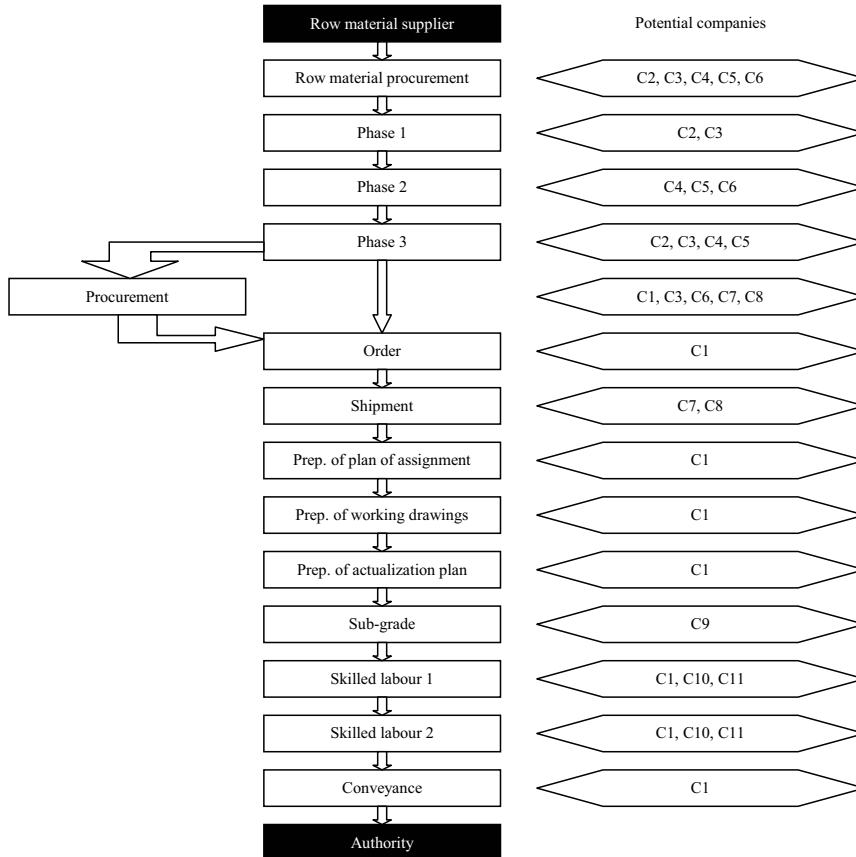 Row material supplier
Potential companies
Row material procurement
C2, C3, C4, C5, C6
Phase 1
C2, C3
Phase 2
C4, C5, C6
Phase 3
C2, C3, C4, C5
Procurement
C1, C3, C6, C7, C8
Order
C1
Shipment
C7, C8
Prep. of plan of assignment
C1
Prep. of working drawings
C1
Prep. of actualization plan
C1
Sub-grade
C9
Skilled labour 1
C1, C10, C11
Skilled labour 2
C1, C10, C11
Conveyance
C1
Authority